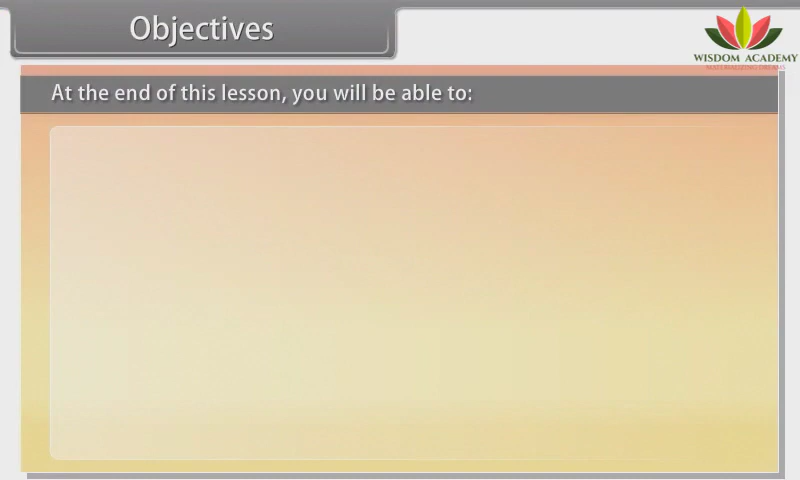 Objectives
WISDOM ACADEMY
At the end of this lesson, you will be able to: